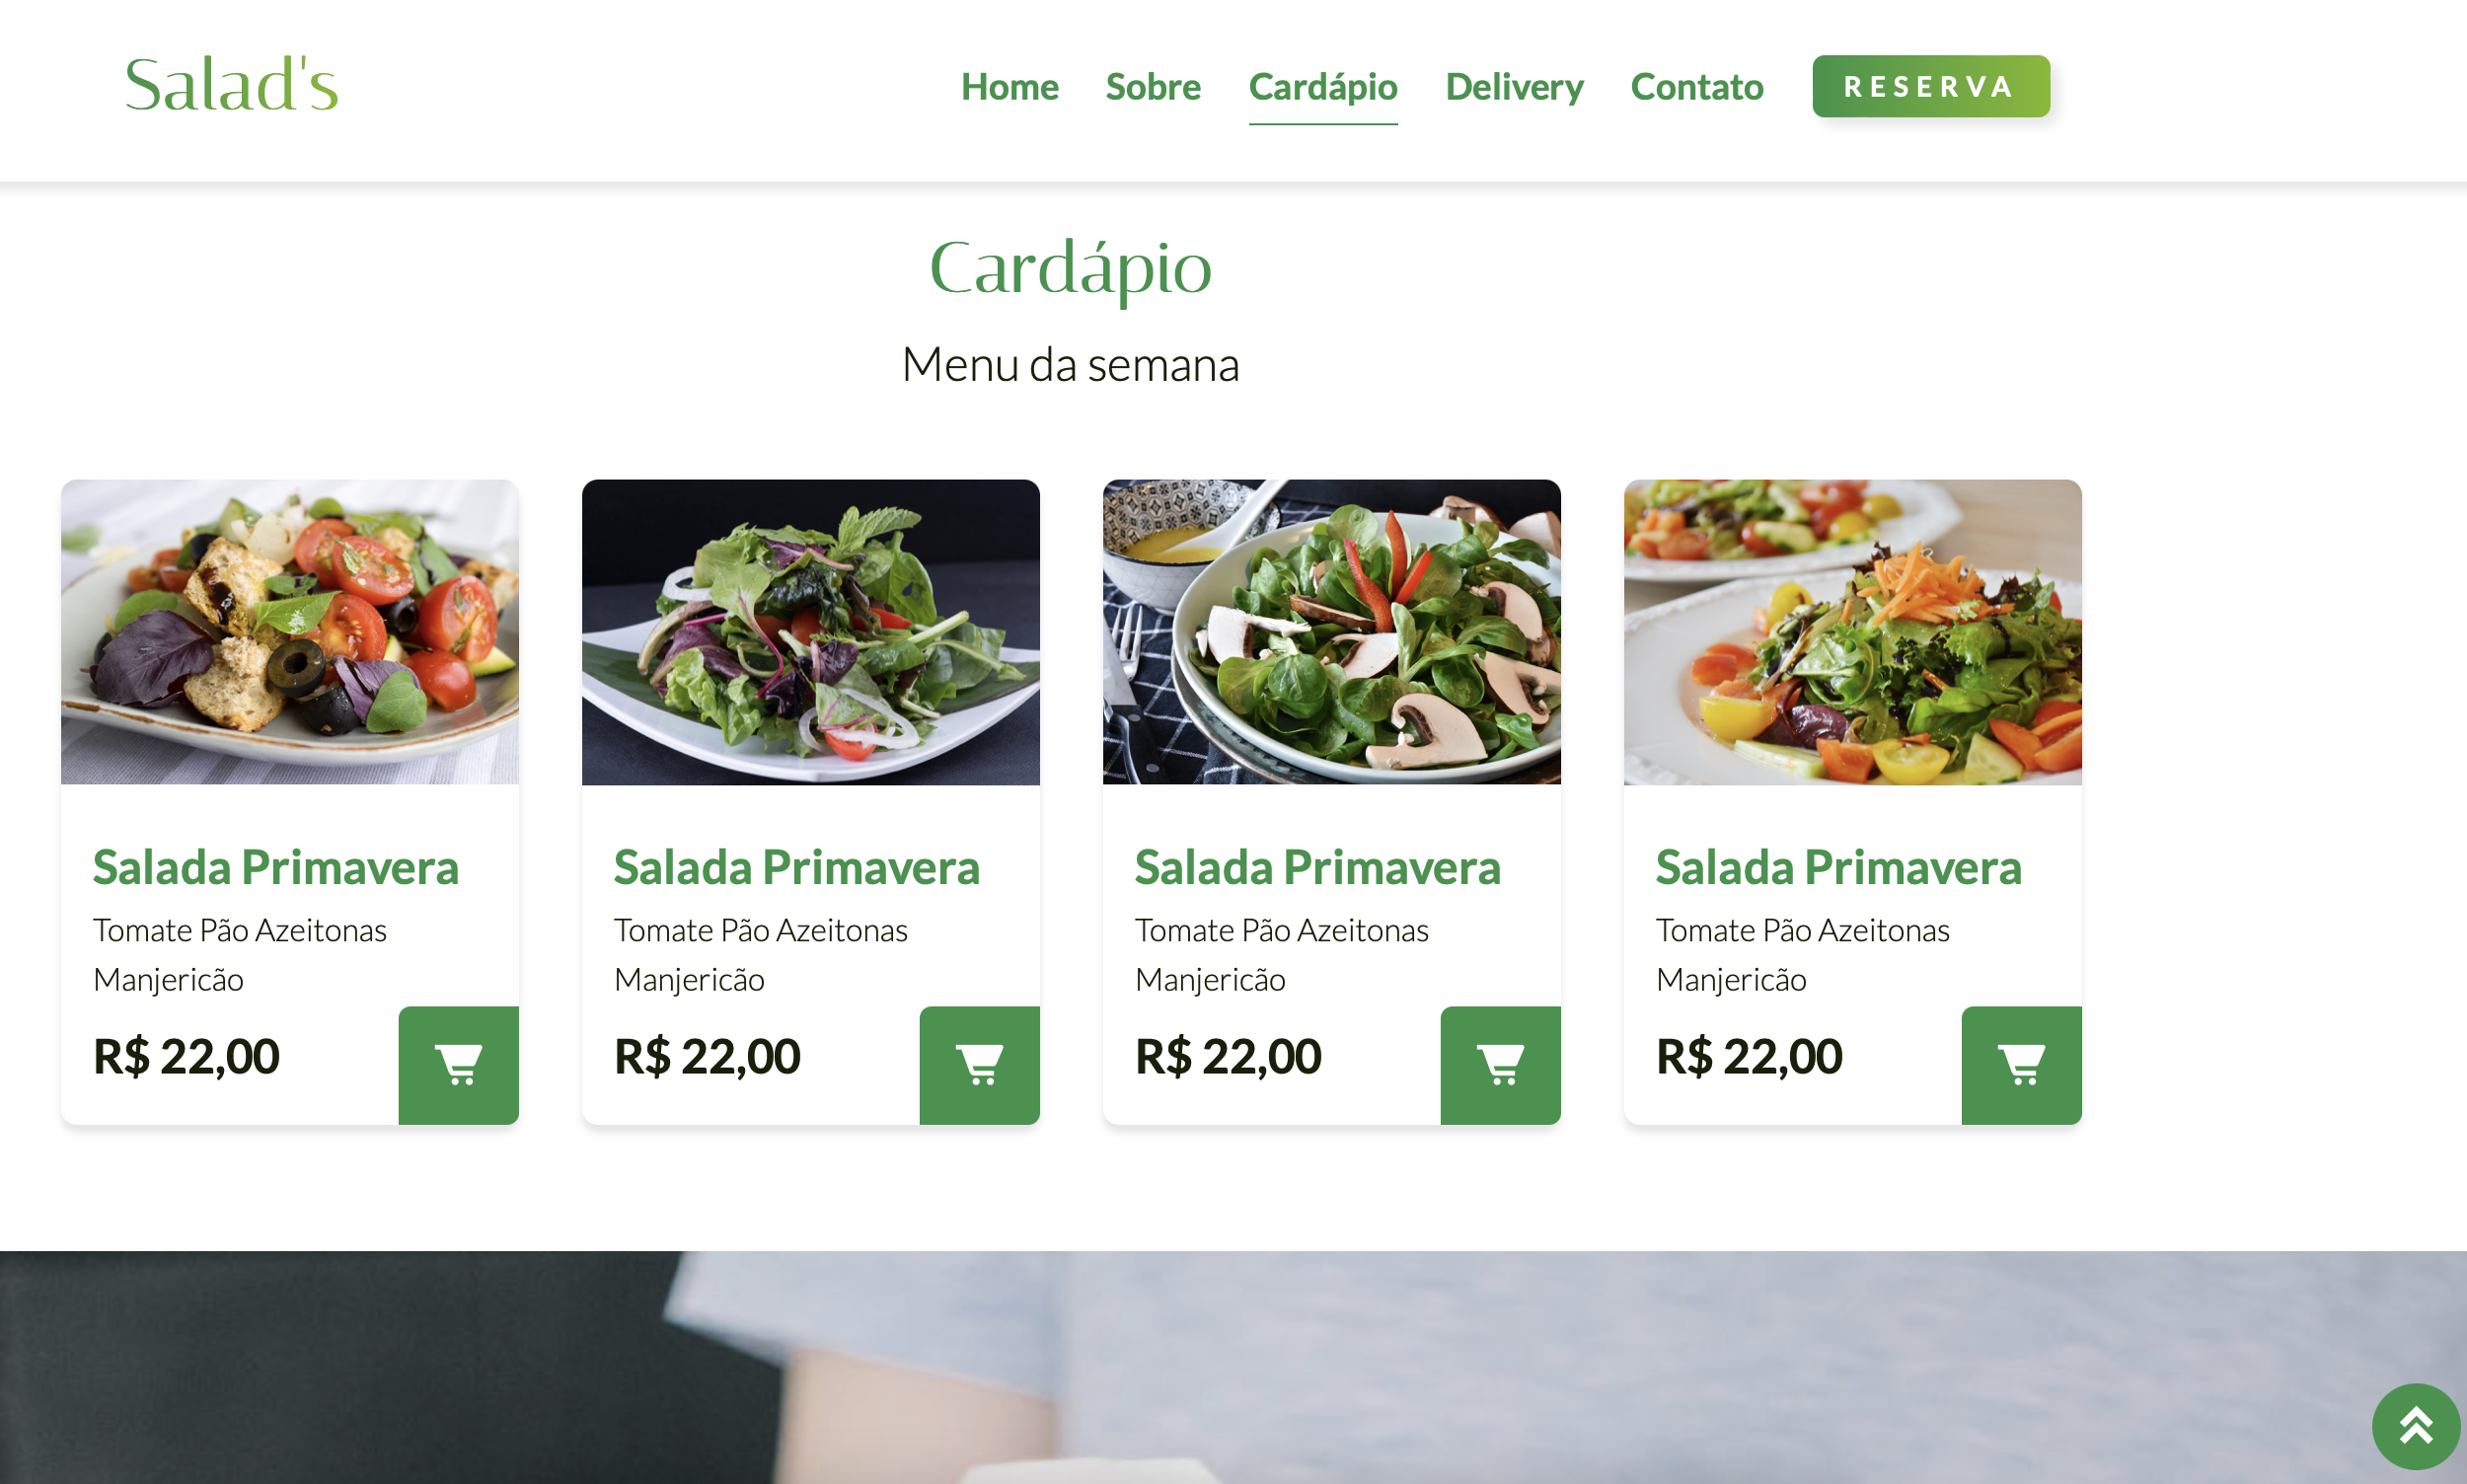 Salad's
Home Sobre Cardápio Delivery Contato RESERVA
Cardápio
Menu da semana
Salada Primavera
Tomate Pão Azeitonas
Manjericão
R$ 22,00
Salada Primavera
Tomate Pão Azeitonas
Manjericão
R$ 22,00
Salada Primavera
Tomate Pão Azeitonas
Manjericão
R$ 22,00
Salada Primavera
Tomate Pão Azeitonas
Manjericão
R$ 22,00